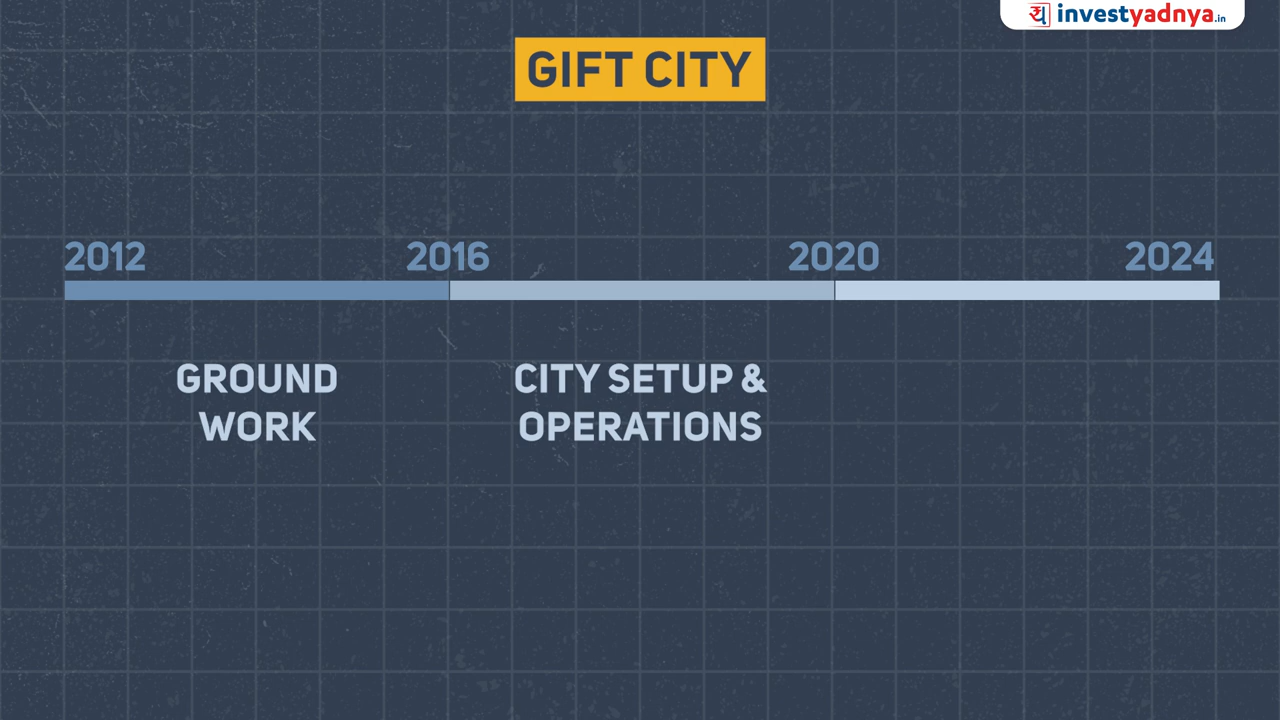 य investyadnya.in
GIFT CITY
2012 2016 2020 2024
GROUND
WORK
CITY SETUP &
OPERATIONS